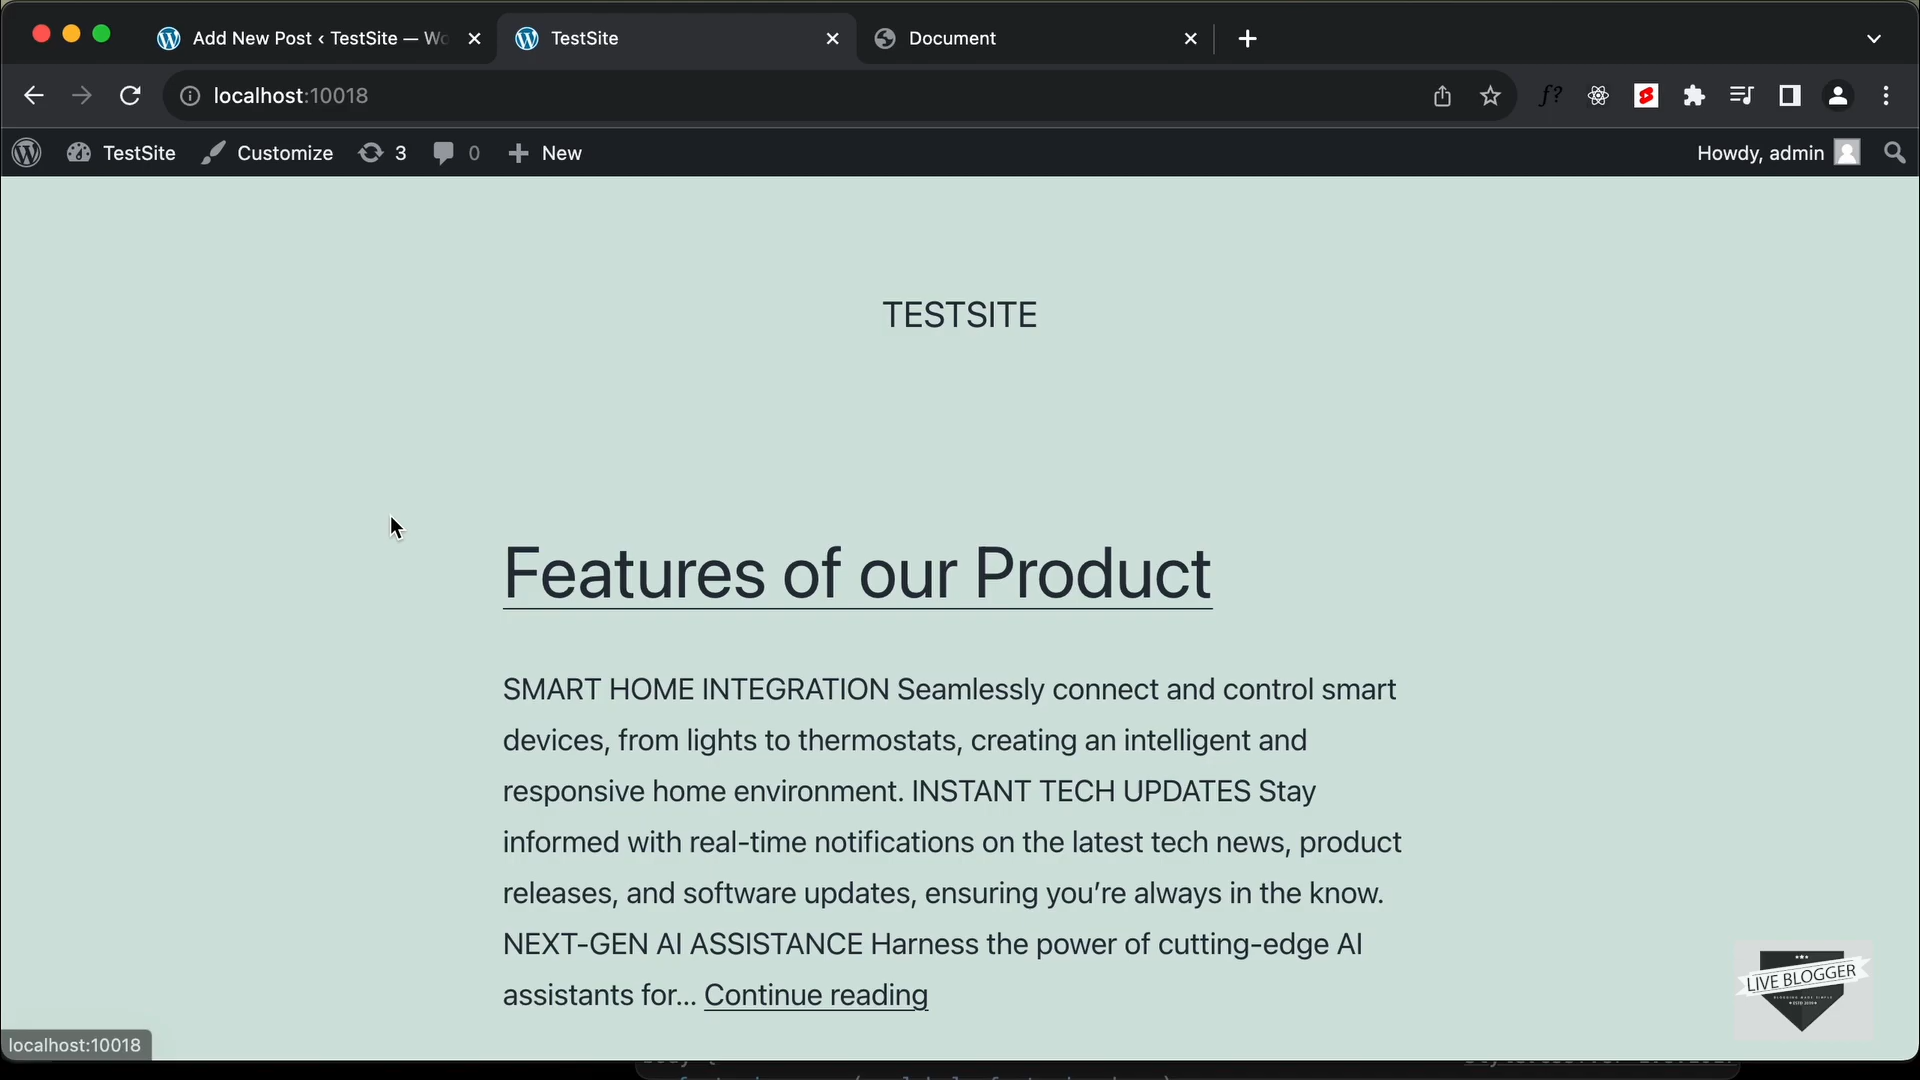 Add New Post ‹ TestSite — Wo
TestSite
Document
localhost:10018
f?
TestSite
Customize
3
0
New
Howdy, admin
TESTSITE
Features of our Product
SMART HOME INTEGRATION Seamlessly connect and control smart
devices, from lights to thermostats, creating an intelligent and
responsive home environment. INSTANT TECH UPDATES Stay
informed with real-time notifications on the latest tech news, product
releases, and software updates, ensuring you’re always in the know.
NEXT-GEN AI ASSISTANCE Harness the power of cutting-edge AI
assistants for… Continue reading
LIVE BLOGGER
localhost:10018